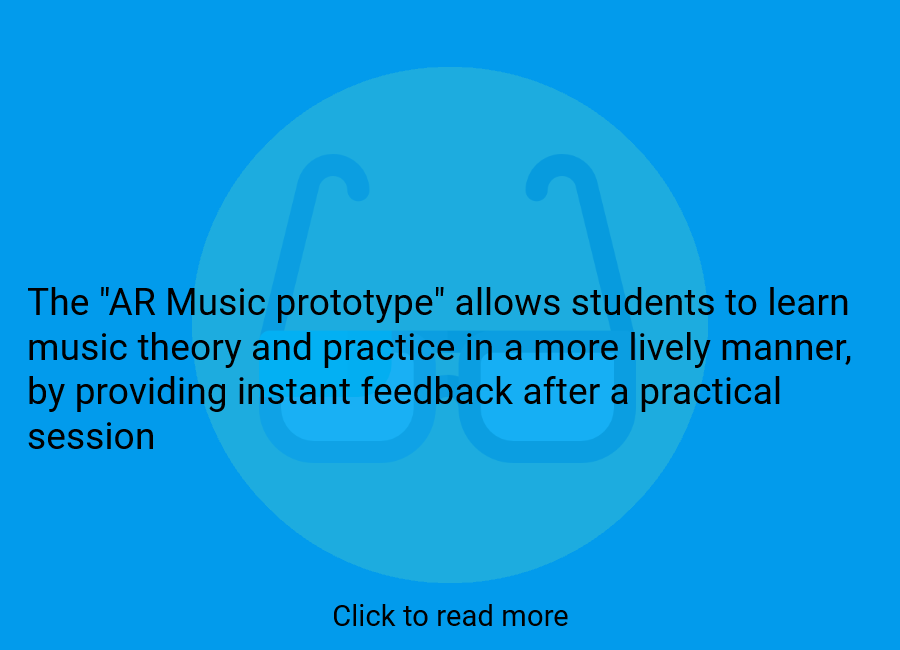 The "AR Music prototype" allows students to learn
music theory and practice in a more lively manner,
by providing instant feedback after a practical
session
Click to read more